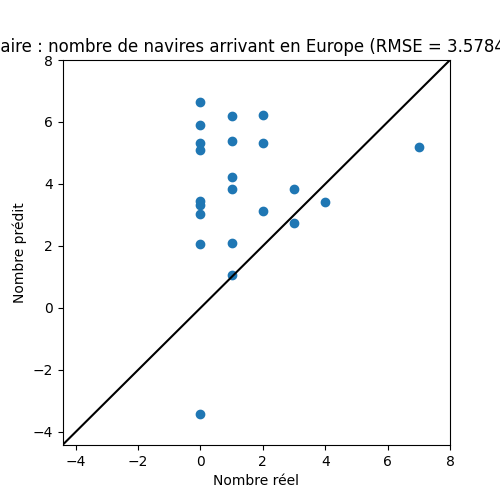 aire : nombre de navires arrivant en Europe (RMSE = 3.5784
8
6
4
2
0
−2
−4
Nombre prédit
−4 −2 0 2 4 6 8
Nombre réel